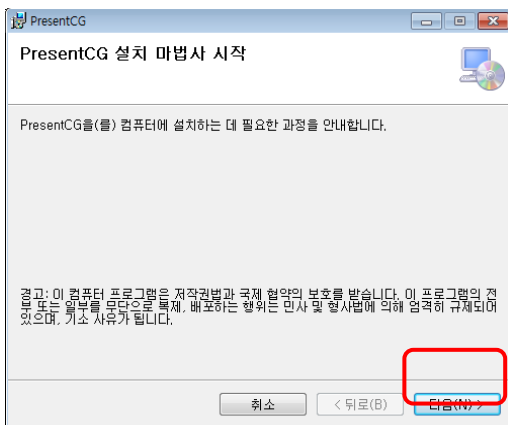 PresentCG
PresentCG 설치 마법사 시작
PresentCG을(를) 컴퓨터에 설치하는 데 필요한 과정을 안내합니다.
경고: 이 컴퓨터 프로그램은 저작권법과 국제 협약의 보호를 받습니다. 이 프로그램의 전
부 또는 일부를 무단으로 복제, 배포하는 행위는 민사 및 형사법에 의해 엄격히 규제되어
있으며, 기소 사유가 됩니다.
취소
< 뒤로(B)
다음(N) >